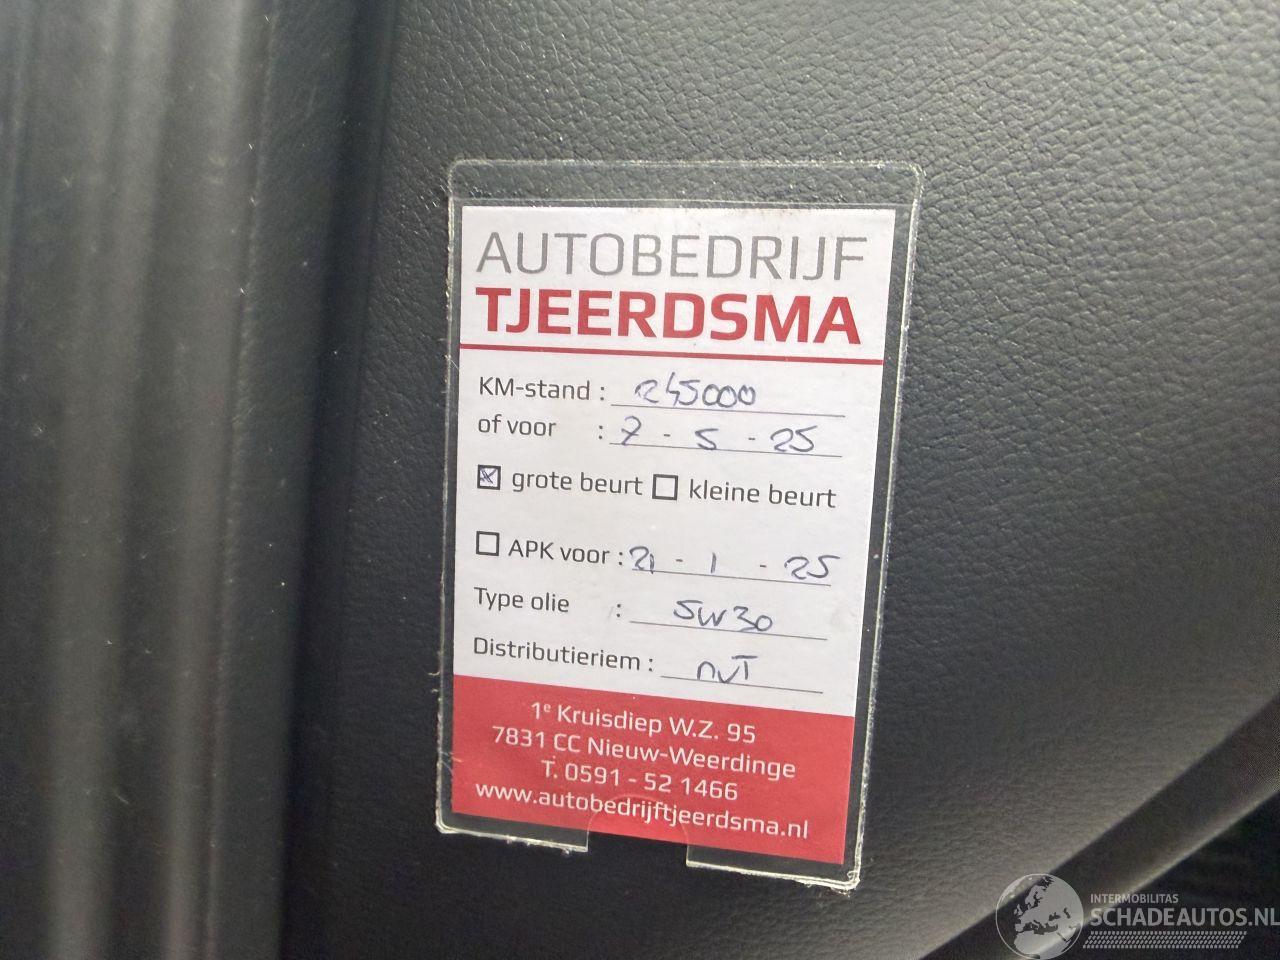 AUTOBEDRIJF
TJEERDSMA
KM-stand : 245000
of voor : 7 - 5 - 25
grote beurt kleine beurt
APK voor : 21 - 1 - 25
Type olie : 5w30
Distributieriem : nvT
1e Kruisdiep W.Z. 95
7831 CC Nieuw-Weerdinge
T. 0591 - 52 1466
www.autobedrijftjeerdsma.nl
INTERMOBILITAS
SCHADEAUTOS.NL